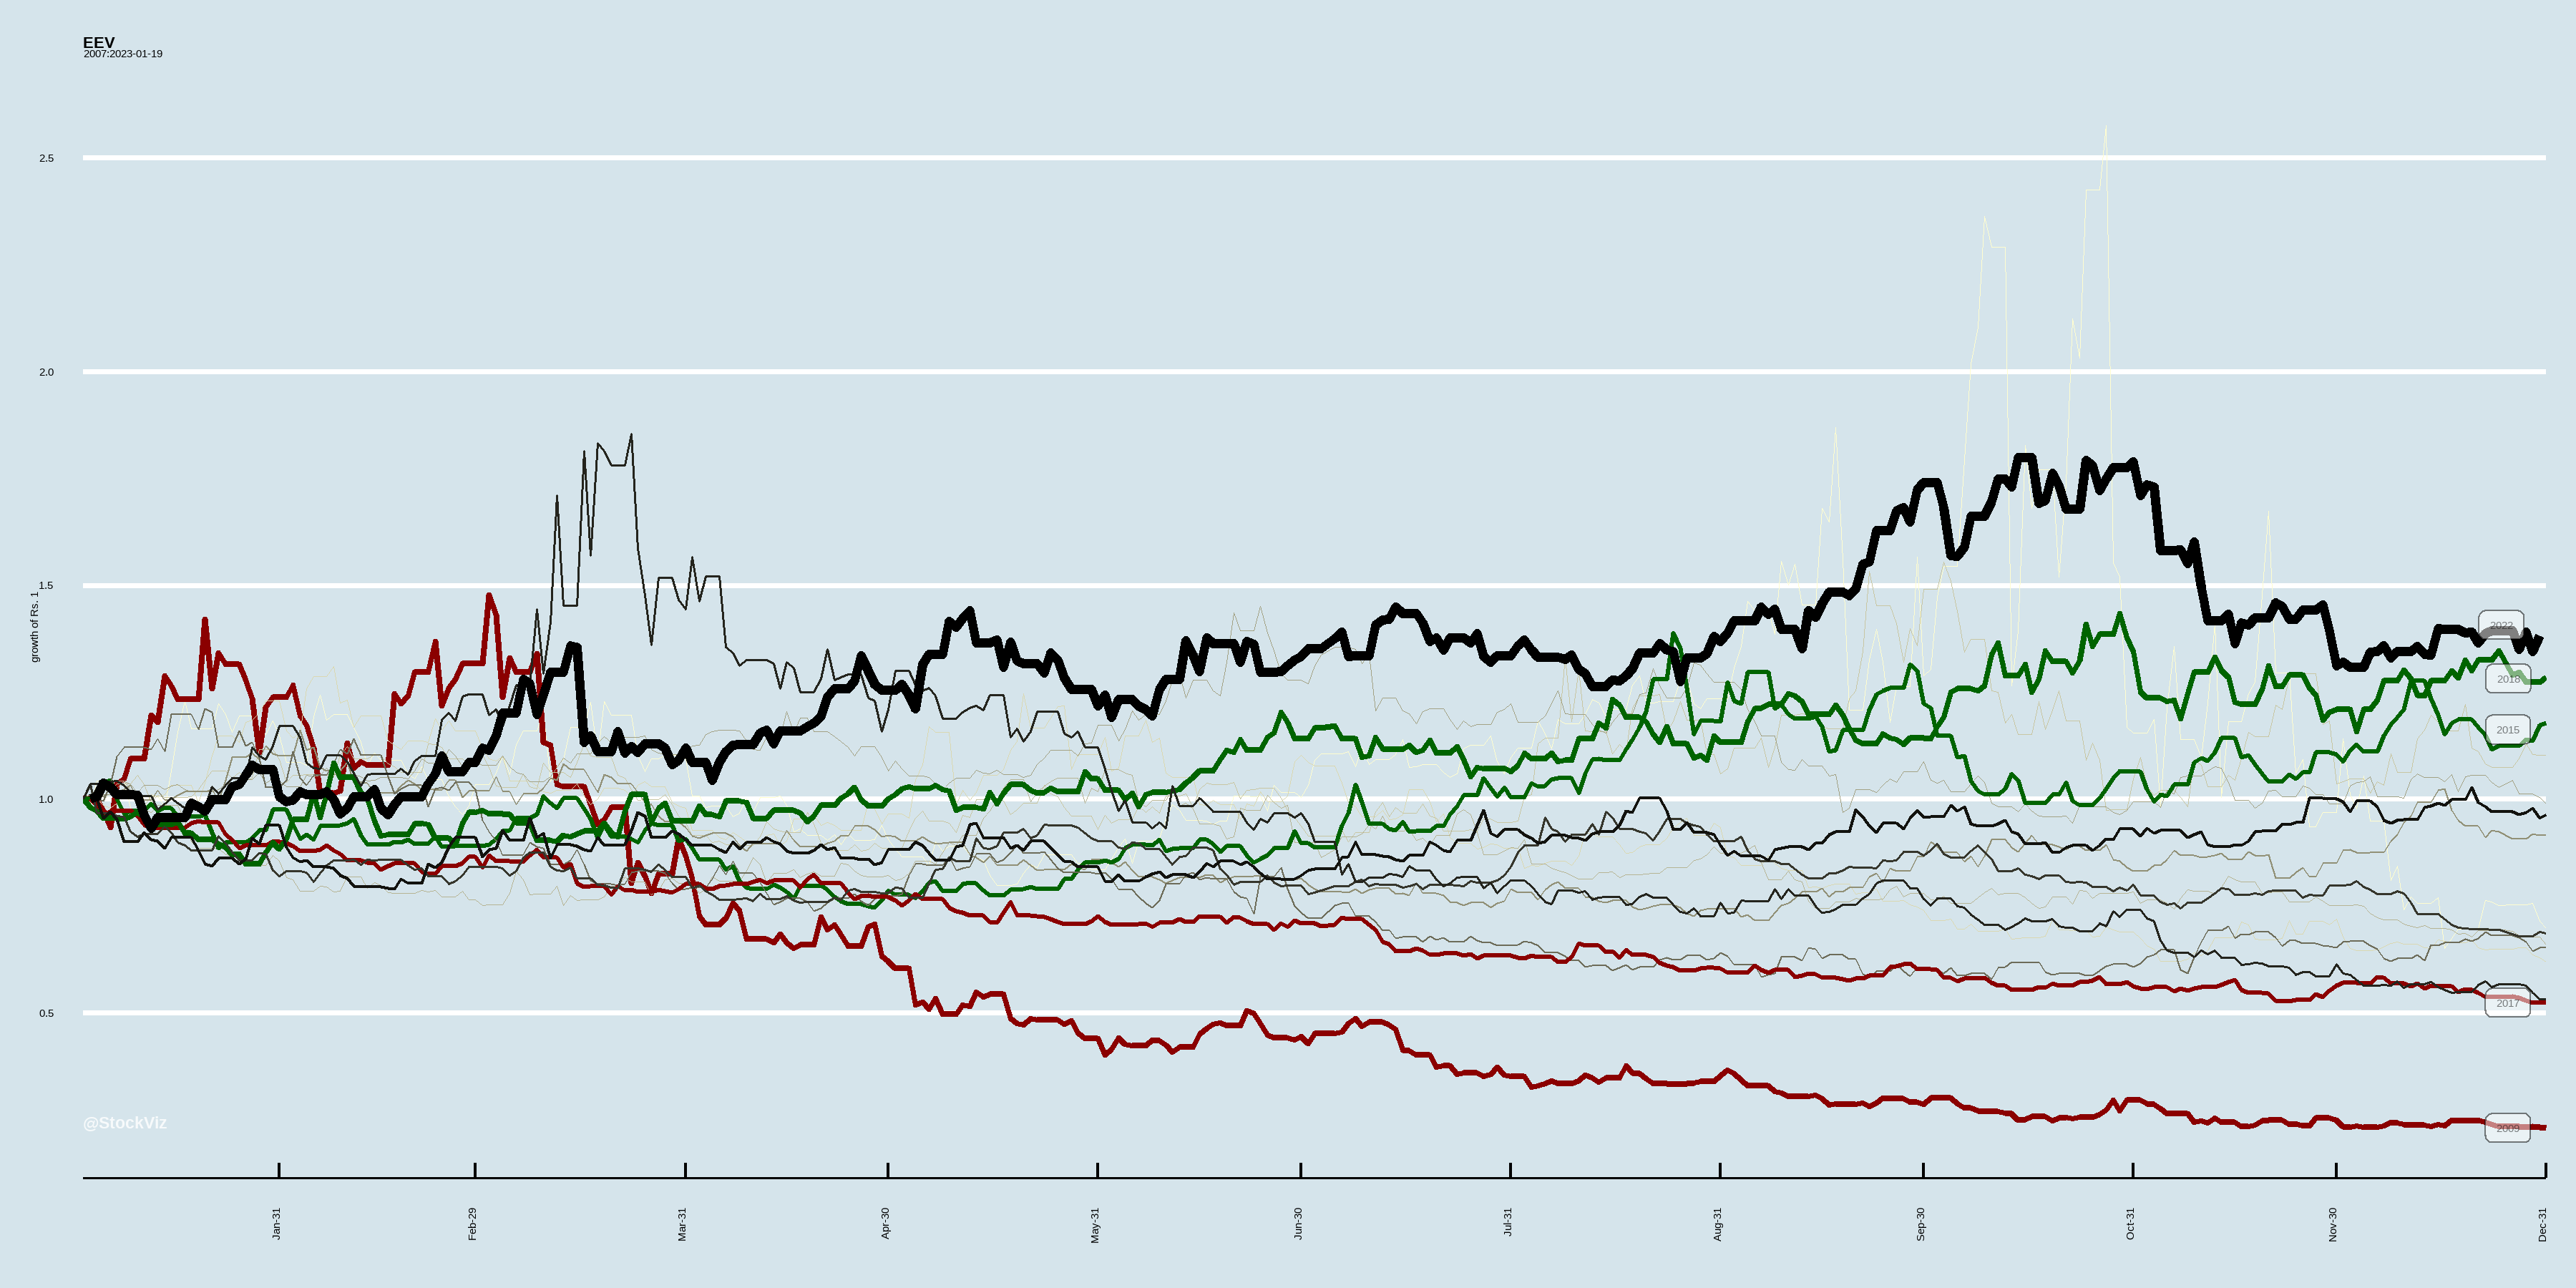 EEV
2007:2023-01-19
2.5
2.0
1.5
1.0
0.5
growth of Rs. 1
2022
2018
2015
2017
2009
@StockViz
Jan-31
Feb-29
Mar-31
Apr-30
May-31
Jun-30
Jul-31
Aug-31
Sep-30
Oct-31
Nov-30
Dec-31